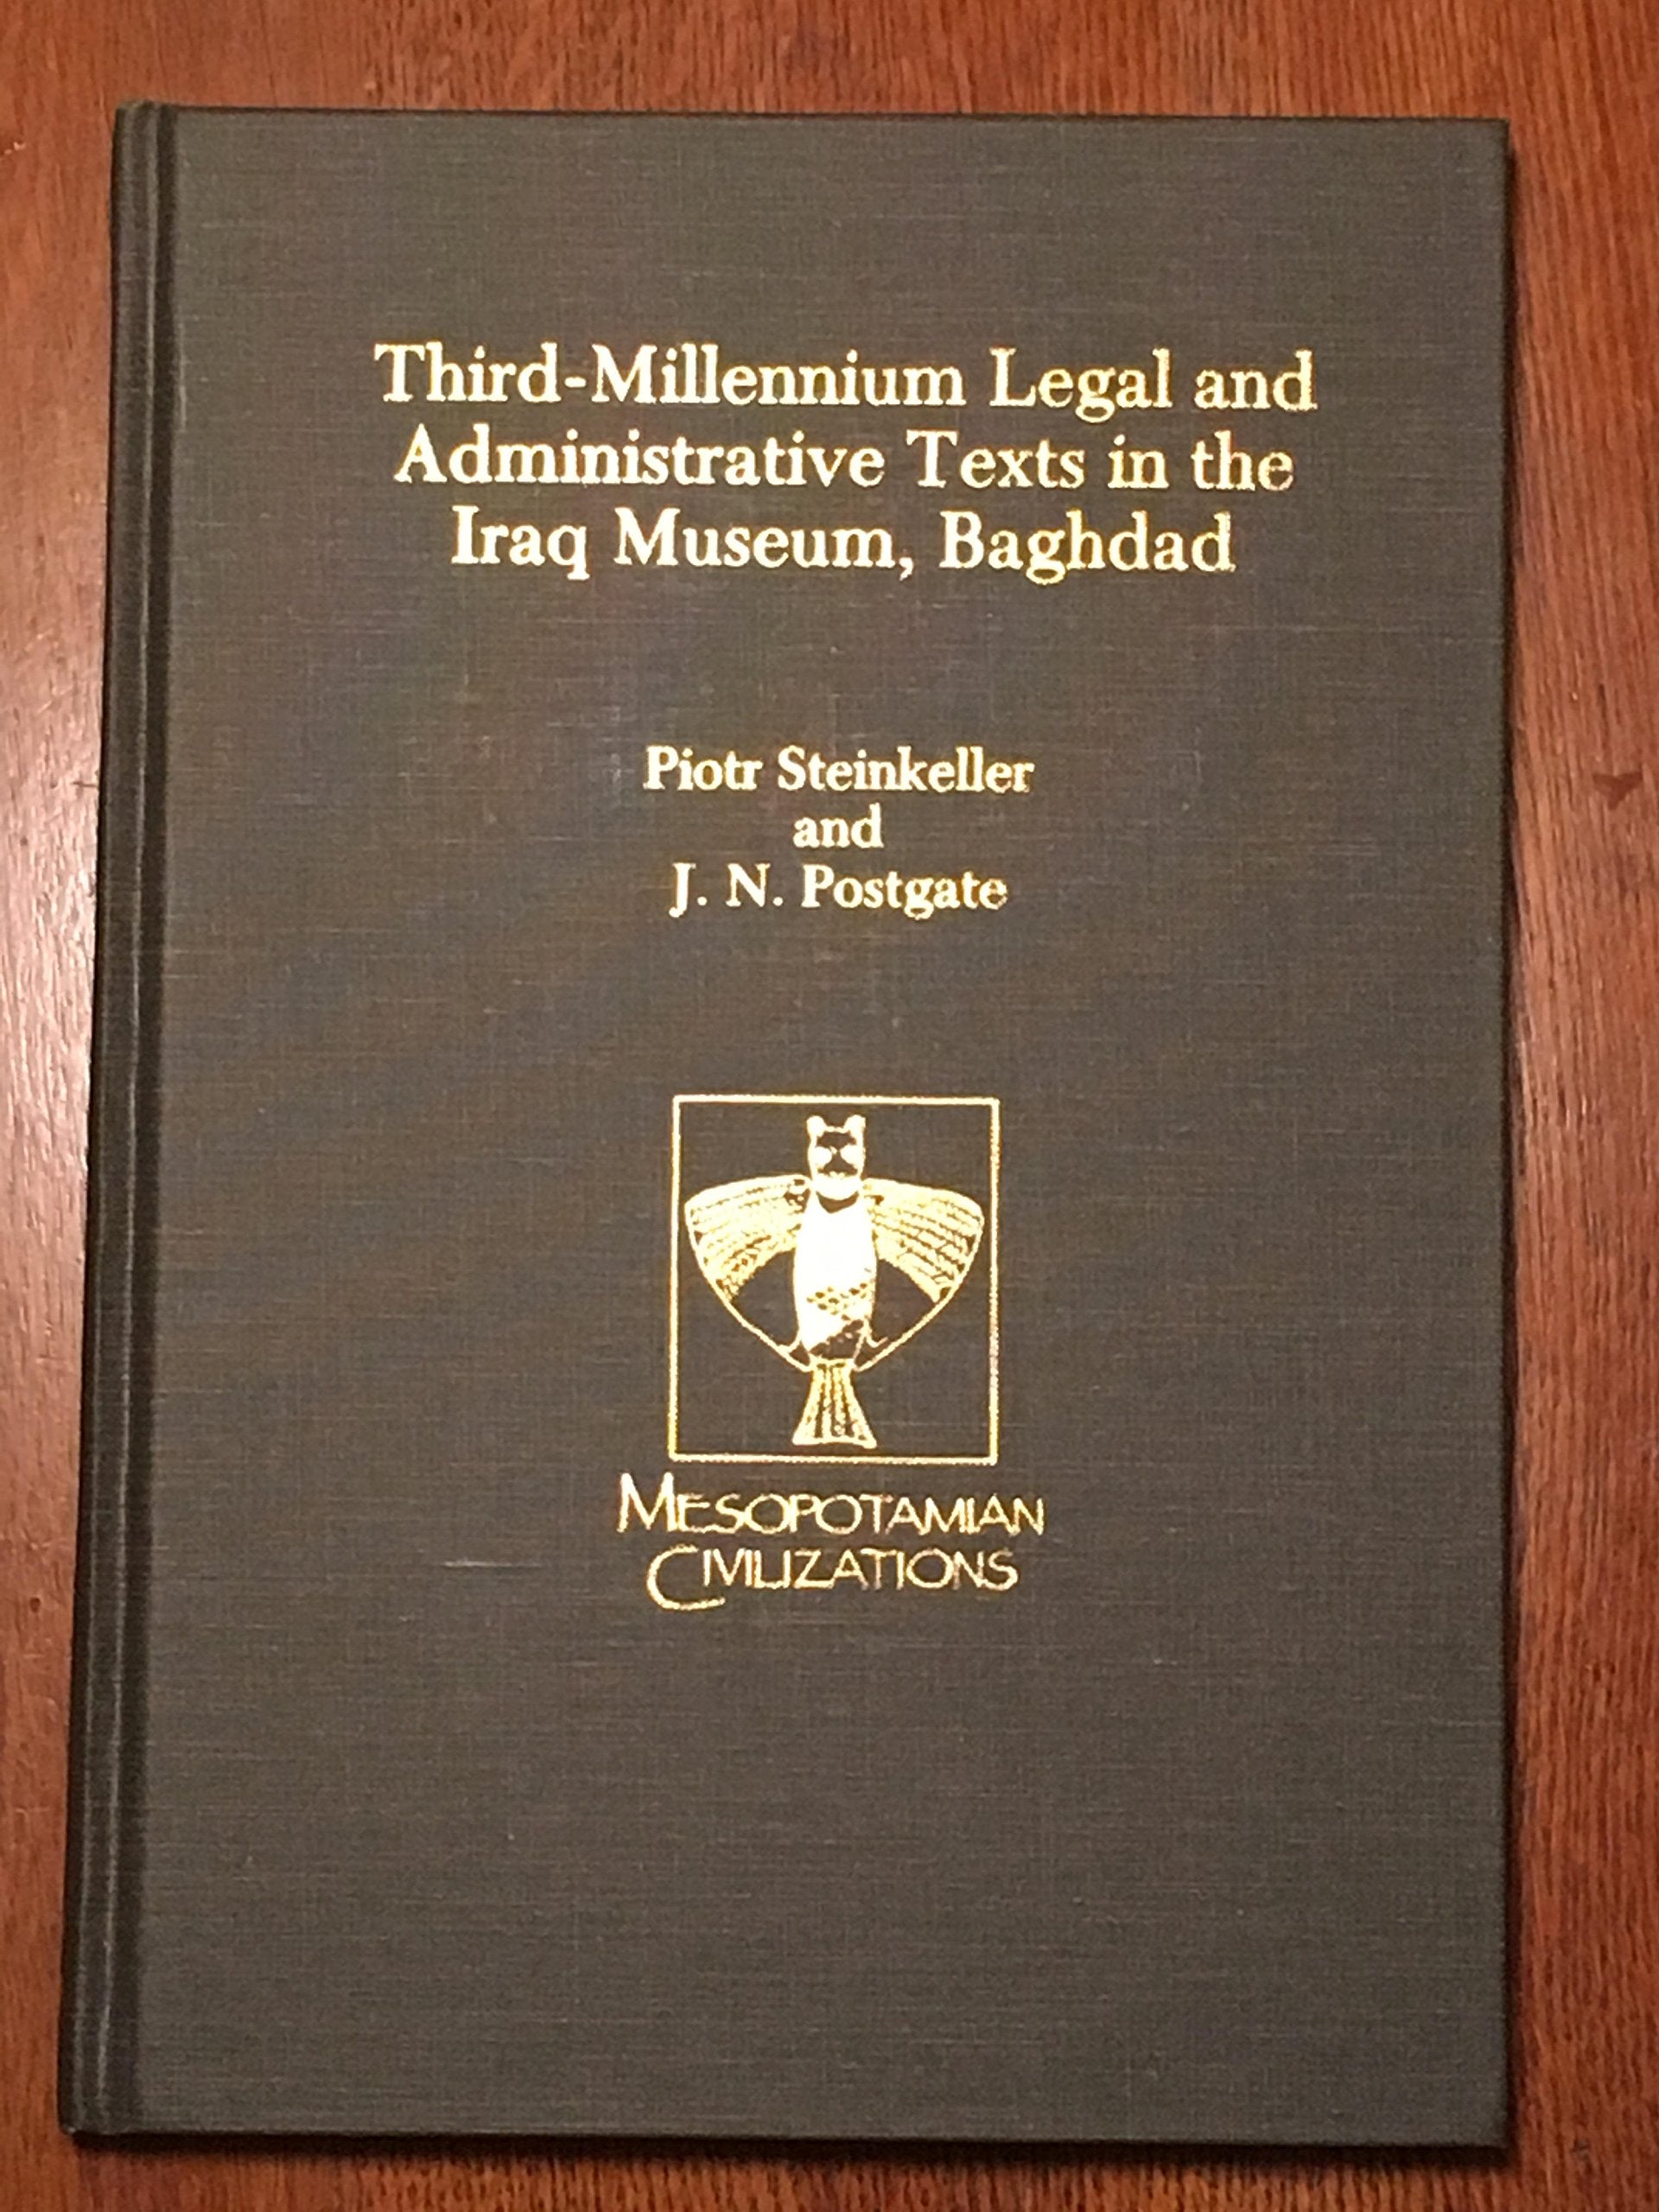 Third-Millennium Legal and
Administrative Texts in the
Iraq Museum, Baghdad
Piotr Steinkeller
and
J. N. Postgate
MESOPOTAMIAN
CIVILIZATIONS